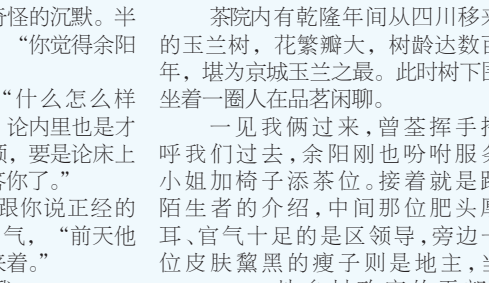 奇怪的沉默。半
“你觉得余阳
“什么怎么样
论内里也是才
要是论床上
答你了。”
跟你说正经的
气，“前天他
来着。”
茶院内有乾隆年间从四川移来
的玉兰树，花繁瓣大，树龄达数百
年，堪为京城玉兰之最。此时树下围
坐着一圈人在品茗闲聊。
一见我俩过来，曾荃挥手招
呼我们过去，余阳刚也吩咐服务
小姐加椅子添茶位。接着就是跟
陌生者的介绍，中间那位肥头厚
耳、官气十足的是区领导，旁边一
位皮肤黧黑的瘦子则是地主，当